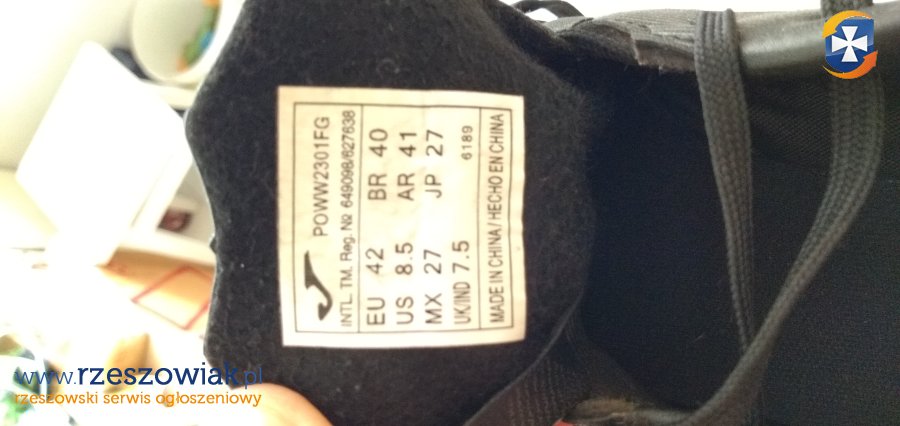 POWW2301FG
INTL. TM. Reg. № 649098/627638
EU 42 BR 40
US 8.5 AR 41
MX 27 JP 27
UK/IND 7.5 6189
MADE IN CHINA/HECHO EN CHINA
www.rzeszowiak.pl
rzeszowski serwis ogłoszeniowy